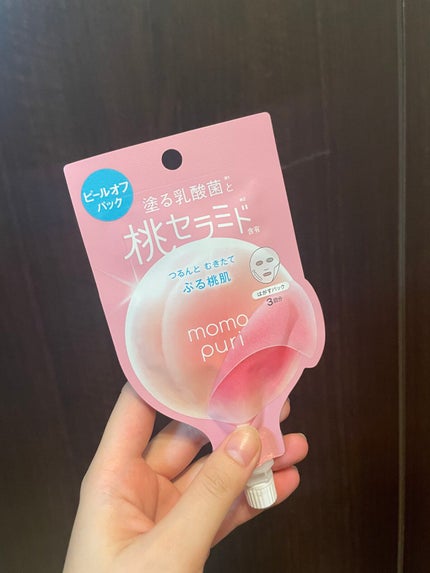 ピールオフ
パック
塗る乳酸菌※1と
桃セラミド※2含有
つるんと むきたて
ぷる桃肌
はがすパック
3回分
momo
puri